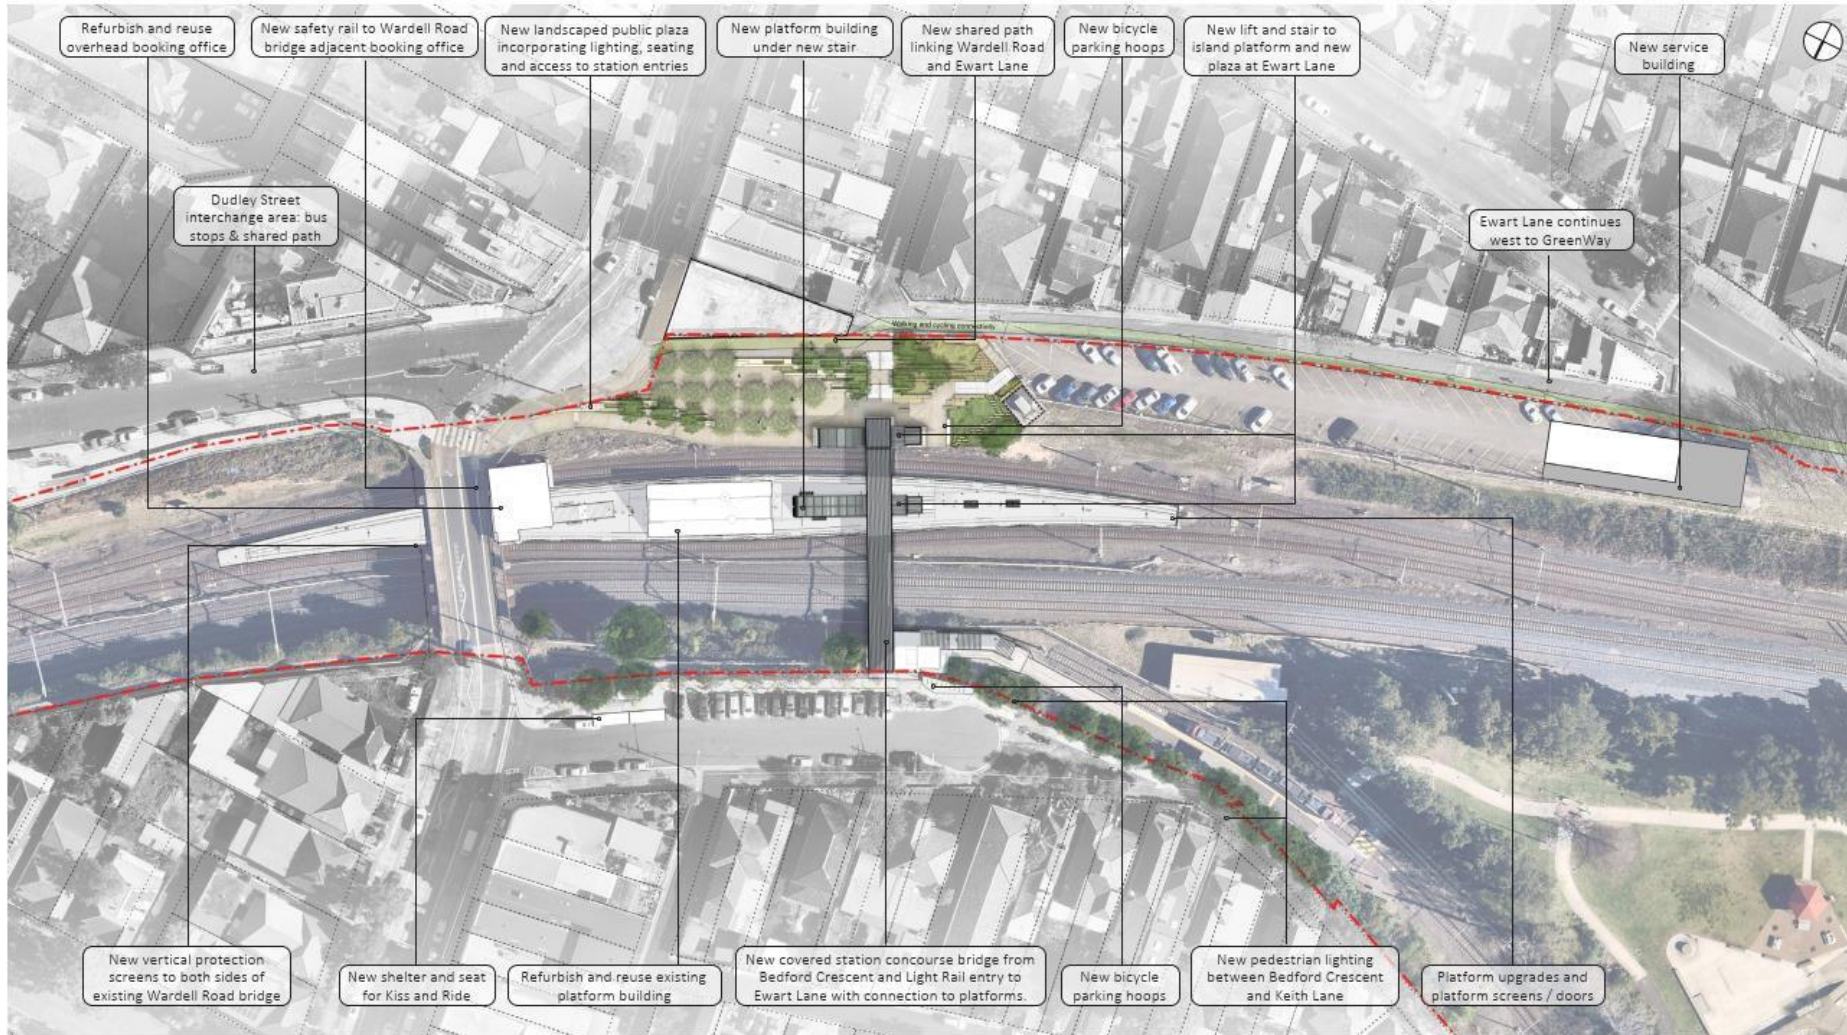 Refurbish and reuse
overhead booking office
New safety rail to Wardell Road
bridge adjacent booking office
New landscaped public plaza
incorporating lighting, seating
and access to station entries
New platform building
under new stair
New shared path
linking Wardell Road
and Ewart Lane
New bicycle
parking hoops
New lift and stair to
island platform and new
plaza at Ewart Lane
New service
building
Dudley Street
interchange area: bus
stops & shared path
Ewart Lane continues
west to GreenWay
Walking and cycling connectivity
New vertical protection
screens to both sides of
existing Wardell Road bridge
New shelter and seat
for Kiss and Ride
Refurbish and reuse existing
platform building
New covered station concourse bridge from
Bedford Crescent and Light Rail entry to
Ewart Lane with connection to platforms.
New bicycle
parking hoops
New pedestrian lighting
between Bedford Crescent
and Keith Lane
Platform upgrades and
platform screens / doors